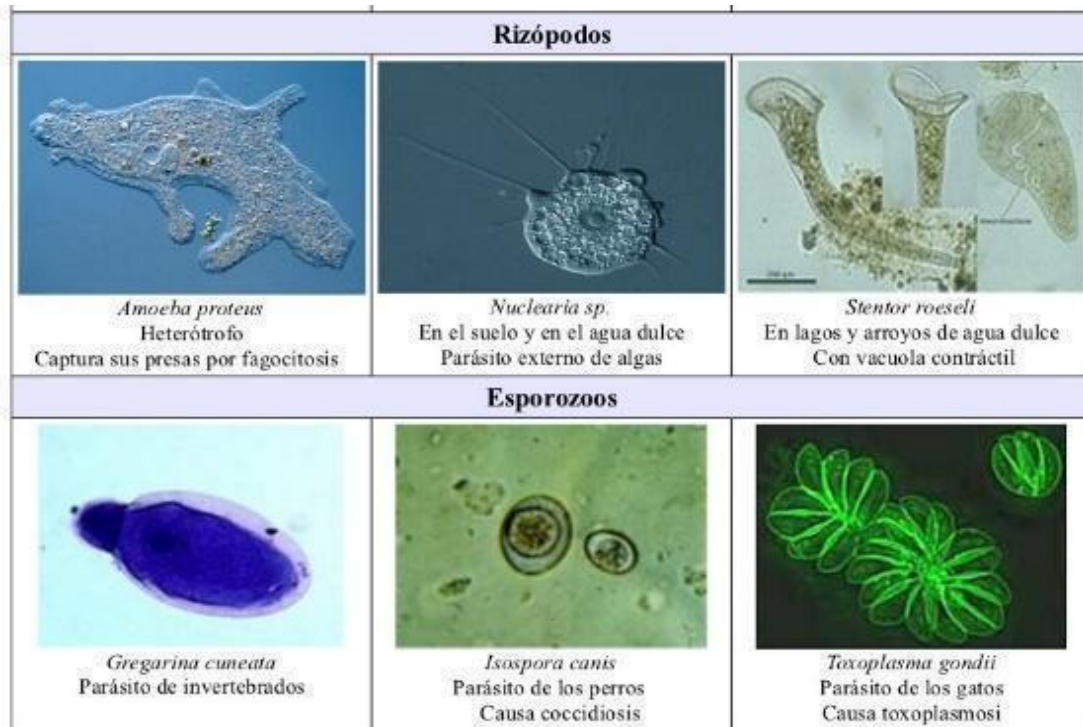 Rizópodos
Amoeba proteus
Heterótrofo
Captura sus presas por fagocitosis
Nuclearia sp.
En el suelo y en el agua dulce
Parásito externo de algas
Stentor roeseli
En lagos y arroyos de agua dulce
Con vacuola contráctil
Esporozoos
Gregarina cuneata
Parásito de invertebrados
Isospora canis
Parásito de los perros
Causa coccidiosis
Toxoplasma gondii
Parásito de los gatos
Causa toxoplasmosi